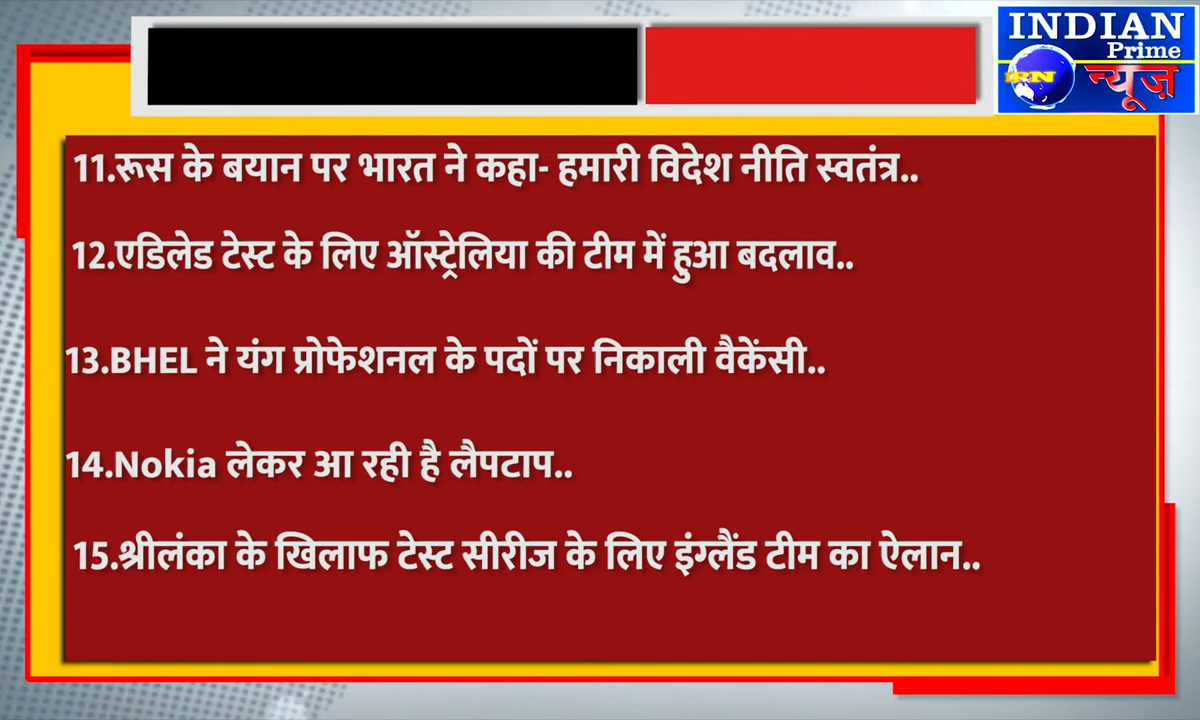 INDIAN
Prime
IPN
न्यूज़
11.रूस के बयान पर भारत ने कहा- हमारी विदेश नीति स्वतंत्र..
12.एडिलेड टेस्ट के लिए ऑस्ट्रेलिया की टीम में हुआ बदलाव..
13.BHEL ने यंग प्रोफेशनल के पदों पर निकाली वैकेंसी..
14.Nokia लेकर आ रही है लैपटाप..
15.श्रीलंका के खिलाफ टेस्ट सीरीज के लिए इंग्लैंड टीम का ऐलान..